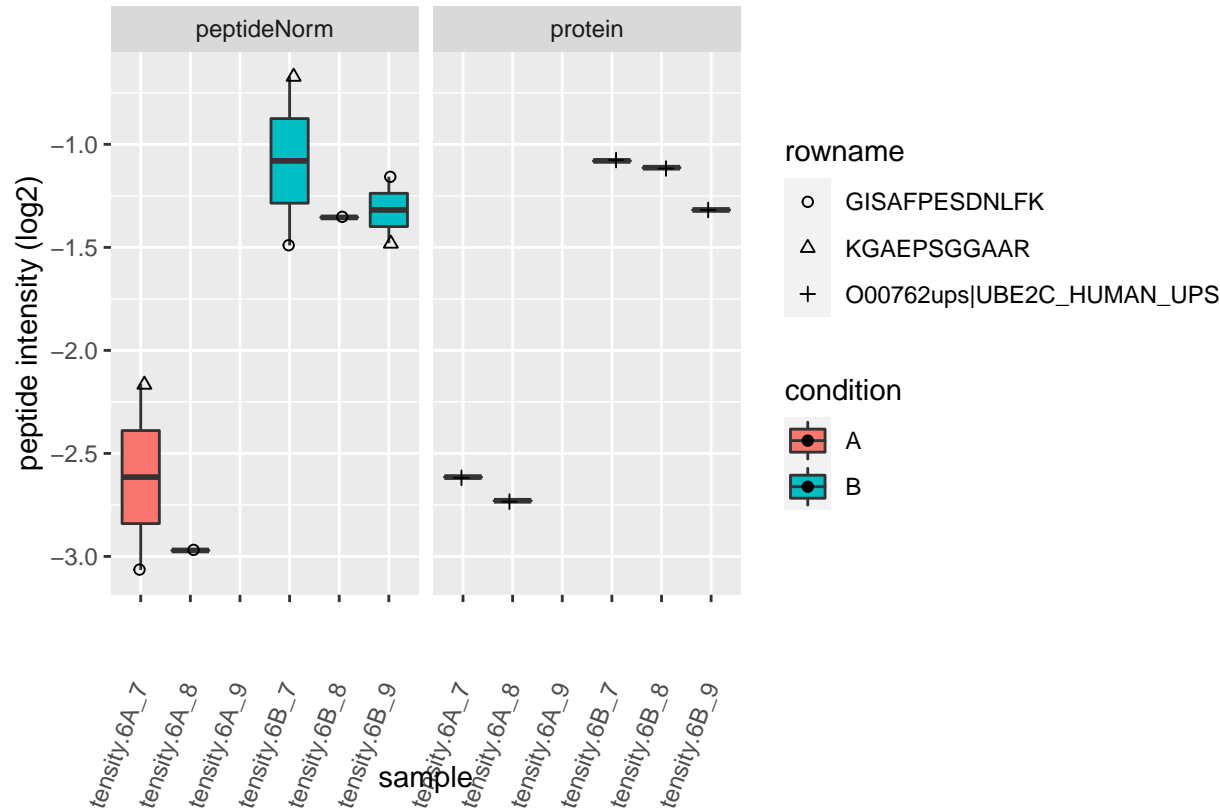 peptideNorm
protein
peptide intensity (log2)
−1.0
−1.5
−2.0
−2.5
−3.0
tensity.6A_7
tensity.6A_8
tensity.6A_9
tensity.6B_7
tensity.6B_8
tensity.6B_9
tensity.6A_7
tensity.6A_8
tensity.6A_9
tensity.6B_7
tensity.6B_8
tensity.6B_9
sample
rowname
GISAFPESDNLFK
KGAEPSGGAAR
O00762ups|UBE2C_HUMAN_UPS
condition
A
B